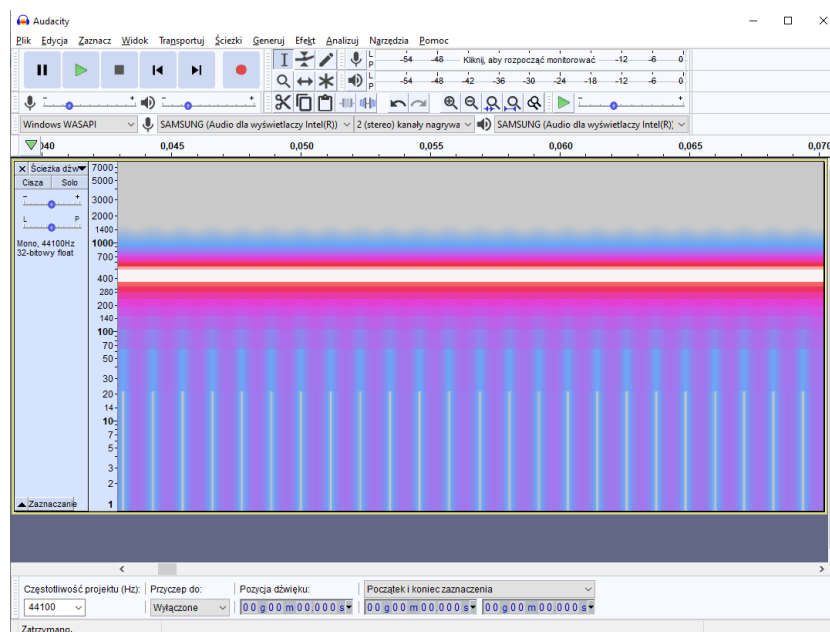 Audacity
Plik Edycja Zaznacz Widok Transportuj Ścieżki Generuj Efekt Analizuj Narzędzia Pomoc
L P -54 -48 Kliknij, aby rozpocząć monitorować -12 -6 0
L P -54 -48 -42 -36 -30 -24 -18 -12 -6 0
- +
- +
- +
Windows WASAPI SAMSUNG (Audio dla wyświetlaczy Intel(R)) 2 (stereo) kanały nagrywa SAMSUNG (Audio dla wyświetlaczy Intel(R));
040 0,045 0,050 0,055 0,060 0,065 0,070
× Ścieżka dźw 7000
Cisza Solo 5000
- + 3000
2000
L P 1400
Mono, 44100Hz 1000
32-bitowy float 700
400
280
200
140
100
70
50
30
20
14
10
7
5
3
2
Zaznaczanie 1
Częstotliwość projektu (Hz): Przyczep do: Pozycja dźwięku: Początek i koniec zaznaczenia
44100 Wyłączone 00 g 00 m 00.000 s 00 g 00 m 00.000 s 00 g 00 m 00.000 s
Zatrzymano.